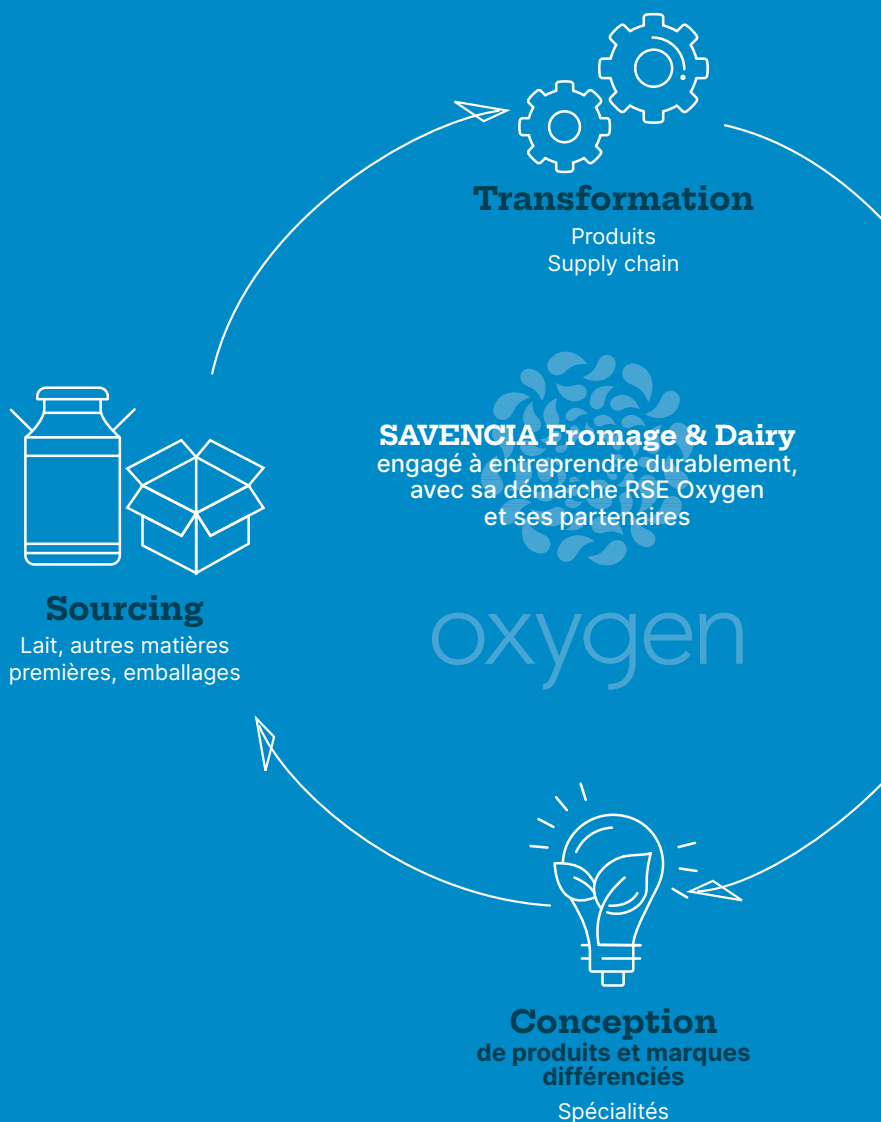 Transformation
Produits
Supply chain
SAVENCIA Fromage & Dairy
engagé à entreprendre durablement,
avec sa démarche RSE Oxygen
et ses partenaires
oxygen
Sourcing
Lait, autres matières
premières, emballages
Conception
de produits et marques
différenciés
Spécialités